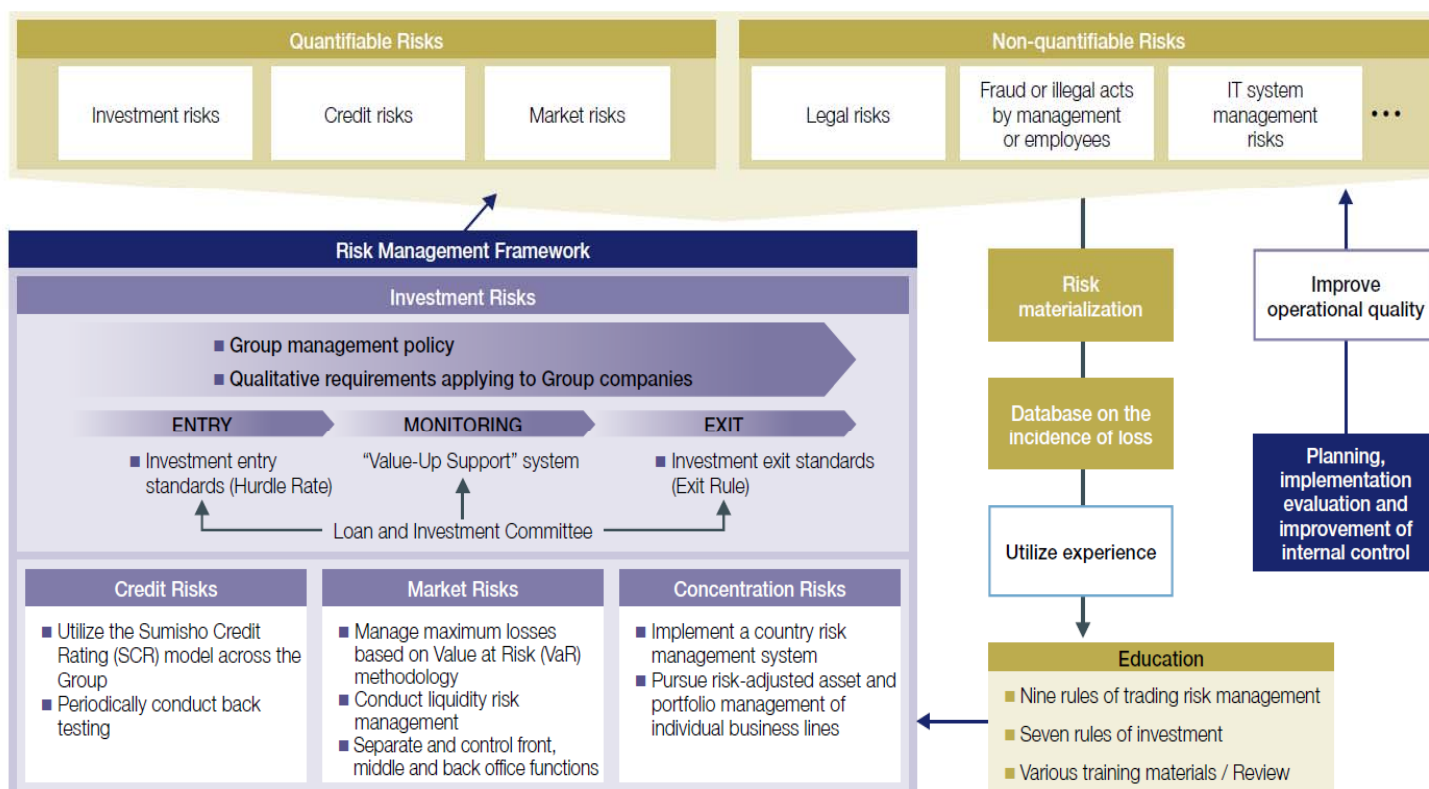 Quantifiable Risks
Investment risks
Credit risks
Market risks
Non-quantifiable Risks
Legal risks
Fraud or illegal acts
by management
or employees
IT system
management
risks
•••
Risk Management Framework
Investment Risks
■ Group management policy
■ Qualitative requirements applying to Group companies
ENTRY
MONITORING
EXIT
■ Investment entry
standards (Hurdle Rate)
“Value-Up Support” system
■ Investment exit standards
(Exit Rule)
Loan and Investment Committee
Credit Risks
■ Utilize the Sumisho Credit
Rating (SCR) model across the
Group
■ Periodically conduct back
testing
Market Risks
■ Manage maximum losses
based on Value at Risk (VaR)
methodology
■ Conduct liquidity risk
management
■ Separate and control front,
middle and back office functions
Concentration Risks
■ Implement a country risk
management system
■ Pursue risk-adjusted asset and
portfolio management of
individual business lines
Risk
materialization
Database on the
incidence of loss
Utilize experience
Education
■ Nine rules of trading risk management
■ Seven rules of investment
■ Various training materials / Review
Improve
operational quality
Planning,
implementation
evaluation and
improvement of
internal control